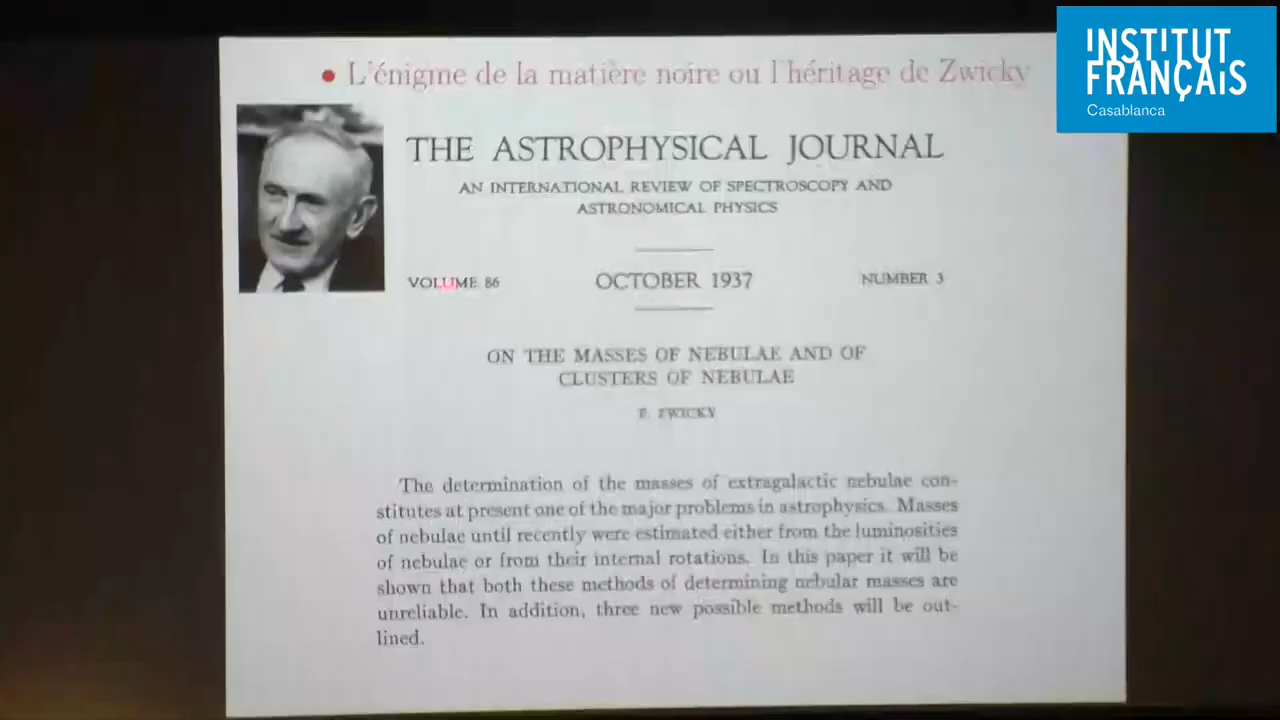 • L'énigme de la matière noire ou l'héritage de Zwicky
INSTITUT
FRANÇAIS
Casablanca
THE ASTROPHYSICAL JOURNAL
AN INTERNATIONAL REVIEW OF SPECTROSCOPY AND
ASTRONOMICAL PHYSICS
VOLUME 86 OCTOBER 1937 NUMBER 3
ON THE MASSES OF NEBULAE AND OF
CLUSTERS OF NEBULAE
F. ZWICKY
The determination of the masses of extragalactic nebulae con-
stitutes at present one of the major problems in astrophysics. Masses
of nebulae until recently were estimated either from the luminosities
of nebulae or from their internal rotations. In this paper it will be
shown that both these methods of determining nebular masses are
unreliable. In addition, three new possible methods will be out-
lined.